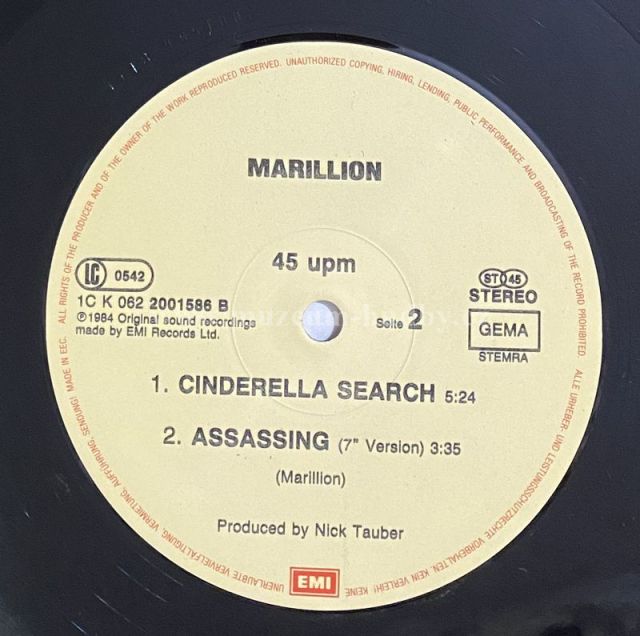 MARILLION
45 upm
LC 0542
1C K 062 2001586 B
℗1984 Original sound recordings
made by EMI Records Ltd.
Seite 2
ST 45
STEREO
GEMA
STEMRA
1. CINDERELLA SEARCH 5:24
2. ASSASSING (7" Version) 3:35
(Marillion)
Produced by Nick Tauber
EMI
ALL RIGHTS OF THE PRODUCER AND OF THE OWNER OF THE WORK REPRODUCED RESERVED. UNAUTHORIZED COPYING, HIRING, LENDING, PUBLIC PERFORMANCE AND BROADCASTING OF THE RECORD PROHIBITED. ALLE URHEBER- UND LEISTUNGSSCHUTZRECHTE VORBEHALTEN. KEIN VERLEIH! KEINE UNERLAUBTE VERVIELFÄLTIGUNG, VERMIETUNG, AUFFÜHRUNG, SENDUNG! MADE IN EEC.